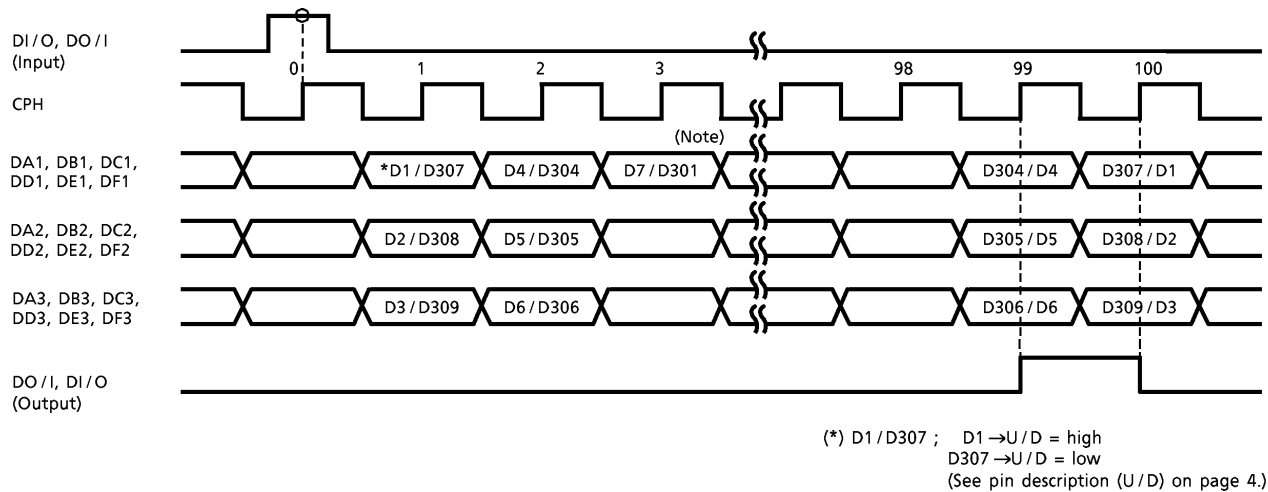 DI/O, DO/I
(Input)
0 1 2 3 98 99 100
CPH
(Note)
DA1, DB1, DC1,
DD1, DE1, DF1
*D1/D307 D4/D304 D7/D301 D304/D4 D307/D1
DA2, DB2, DC2,
DD2, DE2, DF2
D2/D308 D5/D305 D305/D5 D308/D2
DA3, DB3, DC3,
DD3, DE3, DF3
D3/D309 D6/D306 D306/D6 D309/D3
DO/I, DI/O
(Output)
(*) D1/D307 ; D1→U/D = high
D307→U/D = low
(See pin description (U/D) on page 4.)